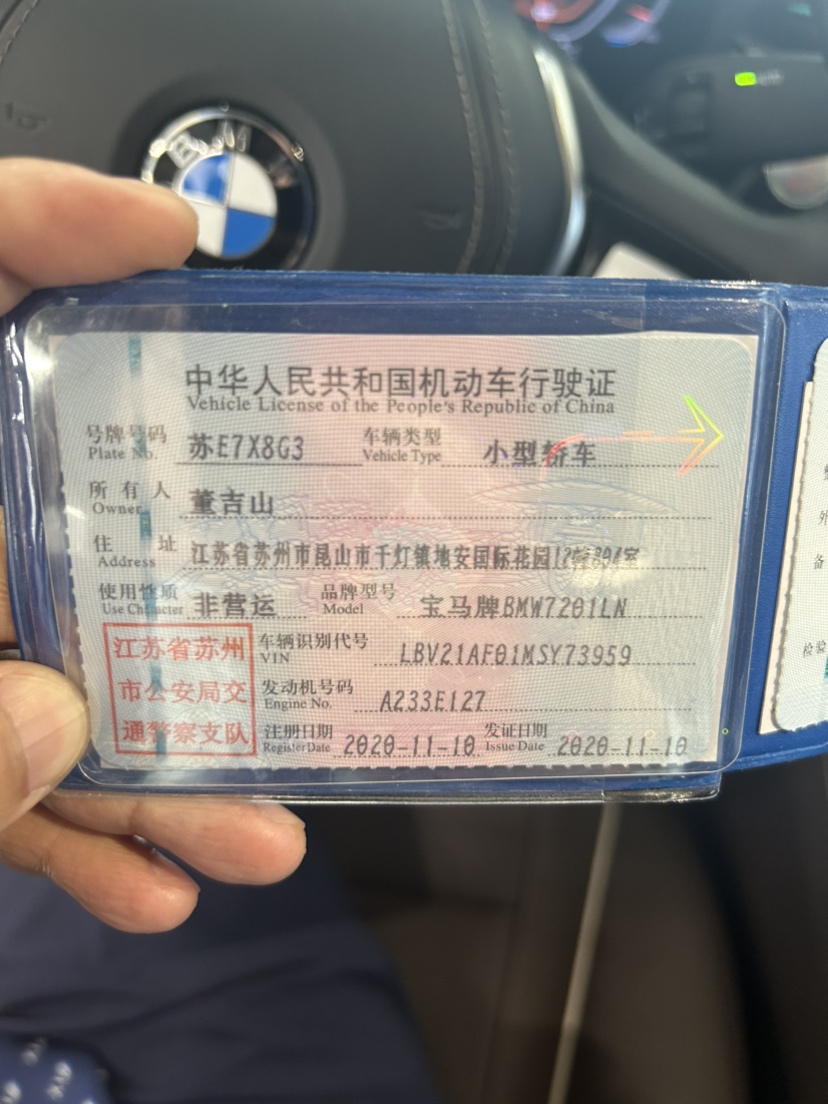 BMW
中华人民共和国机动车行驶证
Vehicle License of the People's Republic of China
号牌号码 苏E7X8G3 车辆类型 小型轿车
Plate No. Vehicle Type
所有人 董吉山
Owner
住址 江苏省苏州市昆山市千灯镇地安国际花园
Address
使用性质 非营运 品牌型号 宝马牌BMW7201LN
Use Character Model
江苏省苏州
市公安局交
通警察支队
车辆识别代号 LBV21AF01MSY73959
VIN
发动机号码 A233E127
Engine No.
注册日期 2020-11-10 发证日期 2020-11-10
Register Date Issue Date
外
备
检验